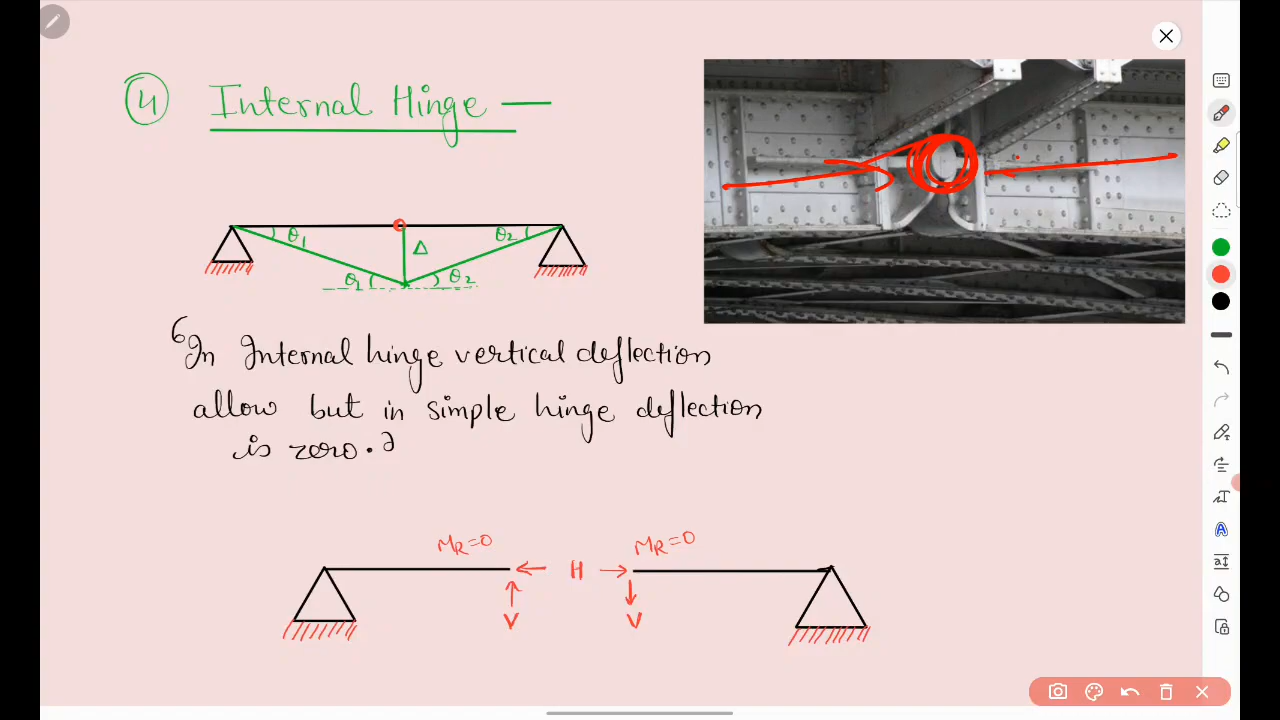 4 Internal Hinge —
θ1 Δ θ2
θ2 θ2
In Internal hinge vertical deflection
allow but in simple hinge deflection
is zero.
MR=0 MR=0
H
V V